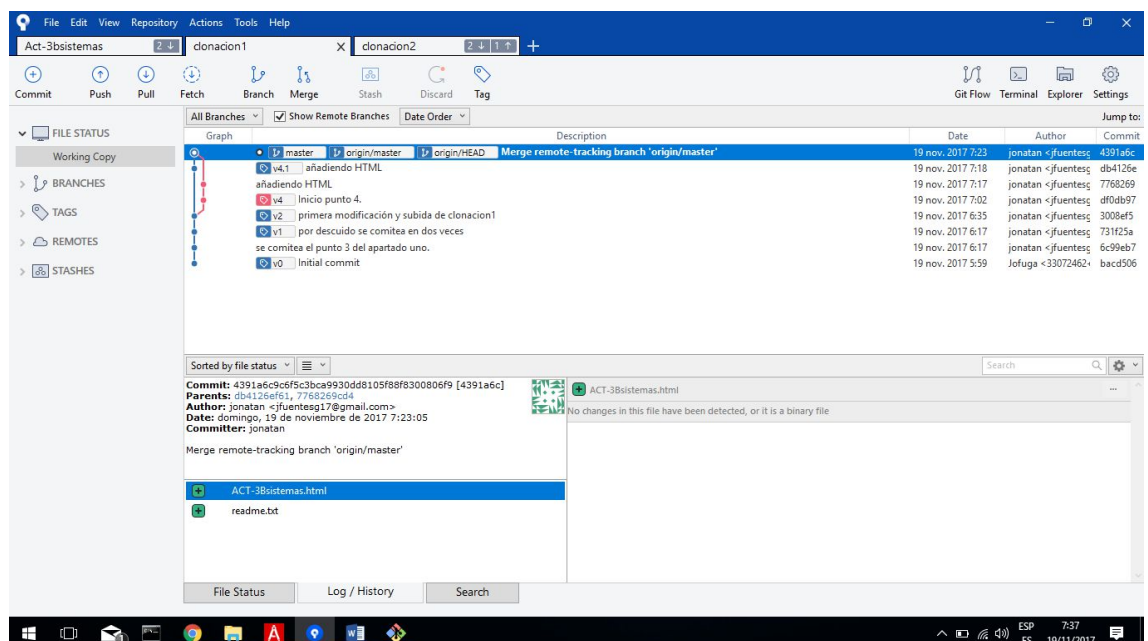 File Edit View Repository Actions Tools Help
Act-3bsistemas 2 clonacion1 X clonacion2 2 1
Commit Push Pull Fetch Branch Merge Stash Discard Tag Git Flow Terminal Explorer Settings
All Branches Show Remote Branches Date Order Jump to:
FILE STATUS
Working Copy
BRANCHES
TAGS
REMOTES
STASHES
Graph Description Date Author Commit
master origin/master origin/HEAD Merge remote-tracking branch 'origin/master' 19 nov. 2017 7:23 jonatan <jfuentesg 4391a6c
v4.1 añadiendo HTML 19 nov. 2017 7:18 jonatan <jfuentesg db4126e
añadiendo HTML 19 nov. 2017 7:17 jonatan <jfuentesg 7768269
v4 Inicio punto 4. 19 nov. 2017 7:02 jonatan <jfuentesg df0db97
v2 primera modificación y subida de clonacion1 19 nov. 2017 6:35 jonatan <jfuentesg 3008ef5
v1 por descuido se comitea en dos veces 19 nov. 2017 6:17 jonatan <jfuentesg 731f25a
se comitea el punto 3 del apartado uno. 19 nov. 2017 6:17 jonatan <jfuentesg 6c99eb7
v0 Initial commit 19 nov. 2017 5:59 Jofuga <33072462+ bacd506
Sorted by file status Search
Commit: 4391a6c9c6f5c3bca9930dd8105f88f8300806f9 [4391a6c]
Parents: db4126ef61, 7768269cd4
Author: jonatan <jfuentesg17@gmail.com>
Date: domingo, 19 de noviembre de 2017 7:23:05
Committer: jonatan
Merge remote-tracking branch 'origin/master'
ACT-3Bsistemas.html
readme.txt
ACT-3Bsistemas.html
No changes in this file have been detected, or it is a binary file
File Status Log / History Search
ESP 7:37
ES 19/11/2017